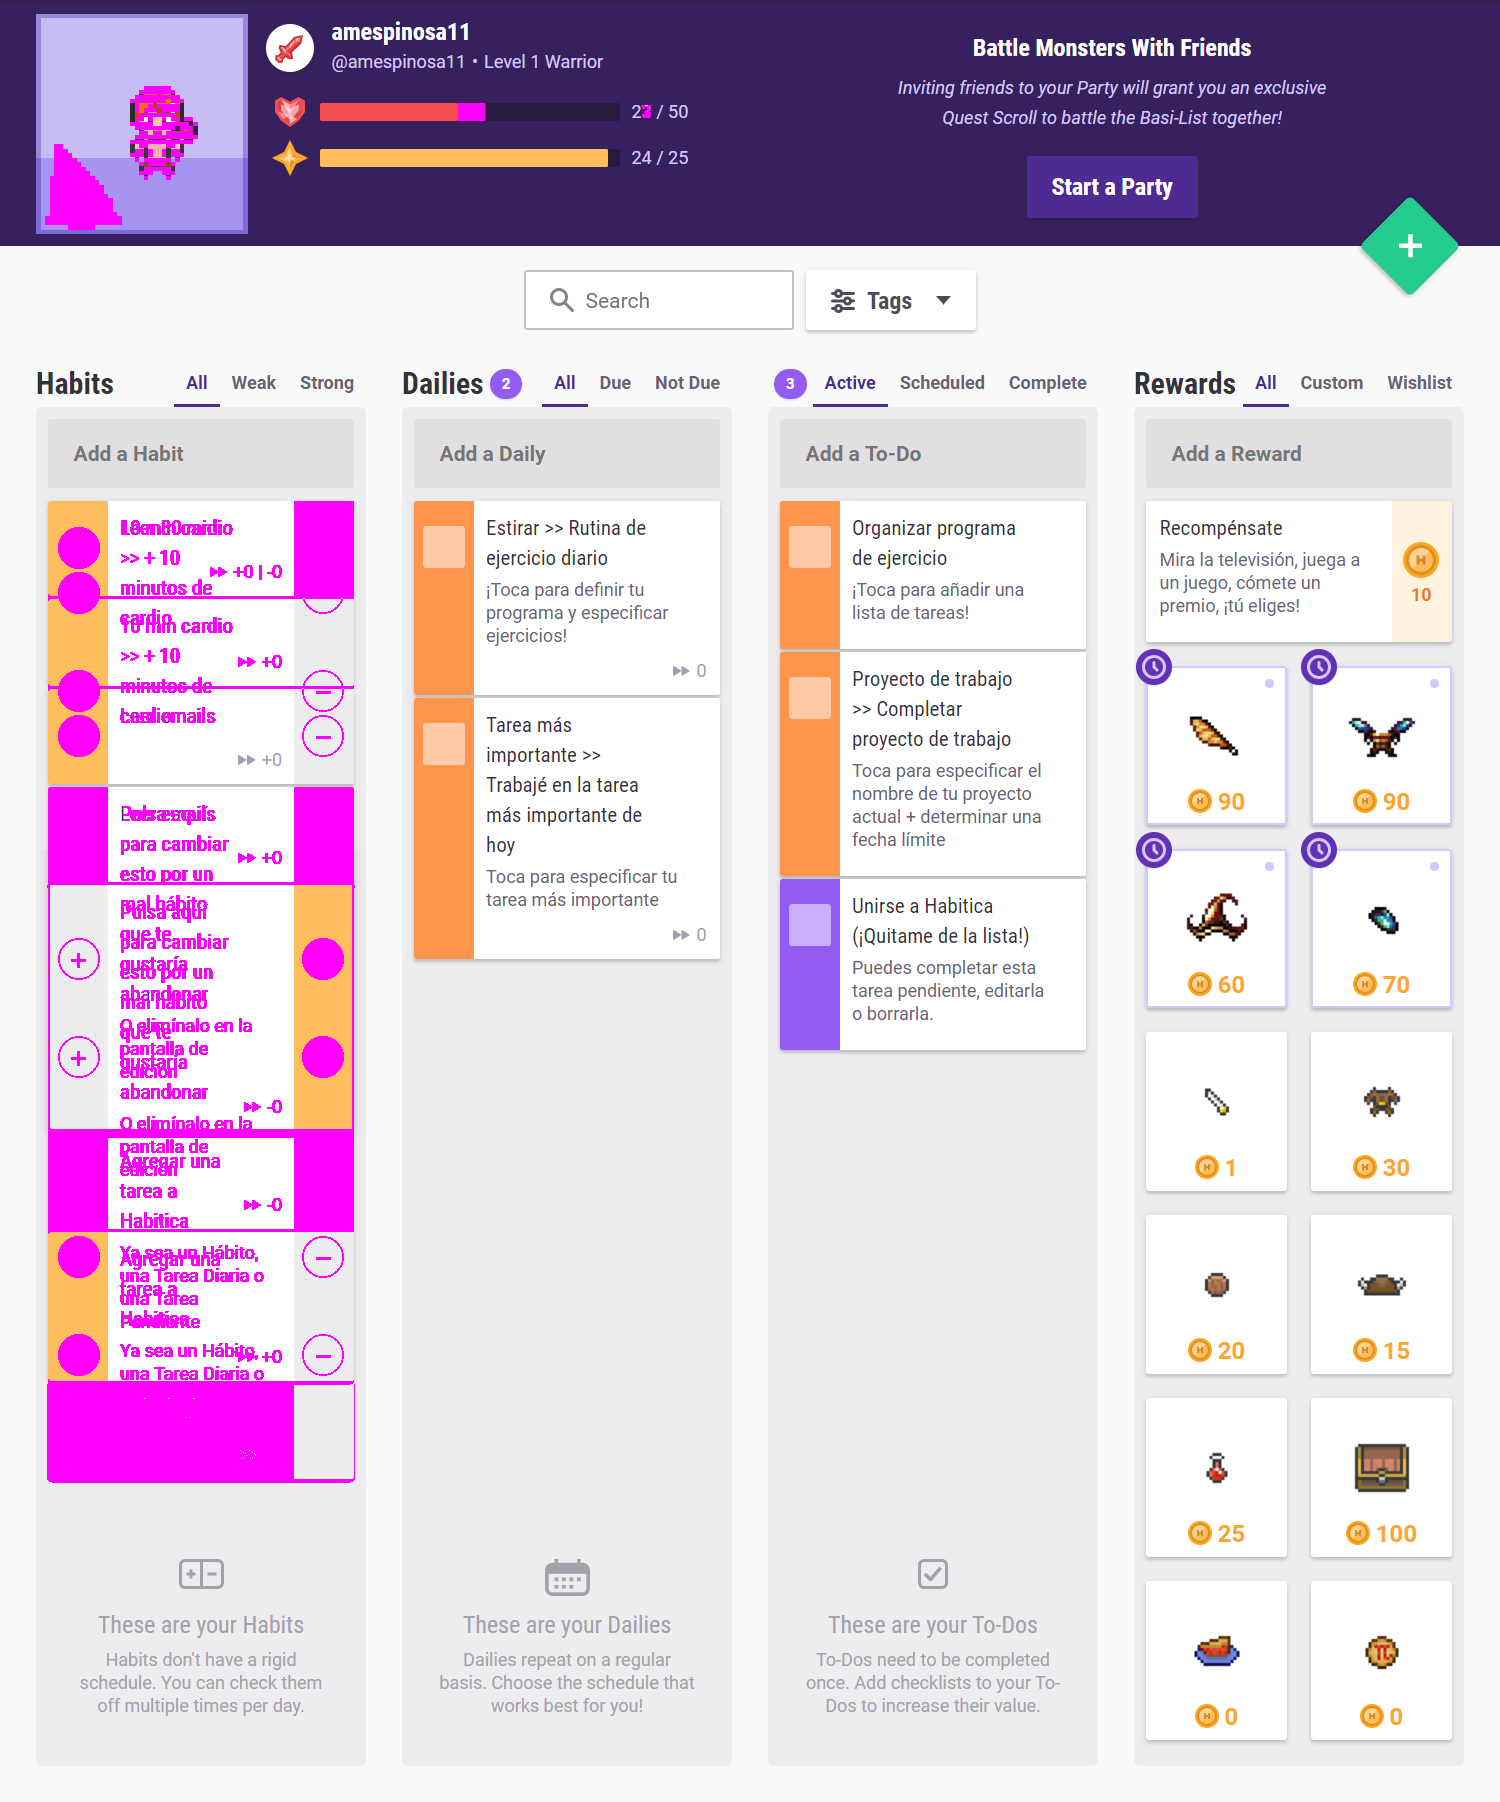 amespinosa11
@amespinosa11 • Level 1 Warrior
/ 50
24 / 25
Battle Monsters With Friends
Inviting friends to your Party will grant you an exclusive
Quest Scroll to battle the Basi-List together!
Start a Party
Search
Tags
Habits
All
Weak
Strong
Add a Habit
>> + 10
+0 | -0
minutos de
cardio
10 min cardio
>> + 10
+0
minutos de
+0
para cambiar
+0
esto por un
mal hábito
Pulsa aquí
que te
para cambiar
gustaría
esto por un
abandonar
mal hábito
O elimínalo en la
que te
pantalla de
gustaría
edición
abandonar
-0
O elimínalo en la
pantalla de
Agregar una
edición
tarea a
-0
Habitica
Ya sea un Hábito,
Agregar una
una Tarea Diaria o
tarea a
una Tarea
Habitica
Pendiente
Ya sea un Hábito,
+0
una Tarea Diaria o
These are your Habits
Habits don't have a rigid
schedule. You can check them
off multiple times per day.
Dailies
2
All
Due
Not Due
Add a Daily
Estirar >> Rutina de
ejercicio diario
¡Toca para definir tu
programa y especificar
ejercicios!
0
Tarea más
importante >>
Trabajé en la tarea
más importante de
hoy
Toca para especificar tu
tarea más importante
0
These are your Dailies
Dailies repeat on a regular
basis. Choose the schedule that
works best for you!
3
Active
Scheduled
Complete
Add a To-Do
Organizar programa
de ejercicio
¡Toca para añadir una
lista de tareas!
Proyecto de trabajo
>> Completar
proyecto de trabajo
Toca para especificar el
nombre de tu proyecto
actual + determinar una
fecha límite
Unirse a Habitica
(¡Quitame de la lista!)
Puedes completar esta
tarea pendiente, editarla
o borrarla.
These are your To-Dos
To-Dos need to be completed
once. Add checklists to your To-
Dos to increase their value.
Rewards
All
Custom
Wishlist
Add a Reward
Recompénsate
Mira la televisión, juega a
un juego, cómete un
premio, ¡tú eliges!
10
90
90
60
70
1
30
20
15
25
100
0
0